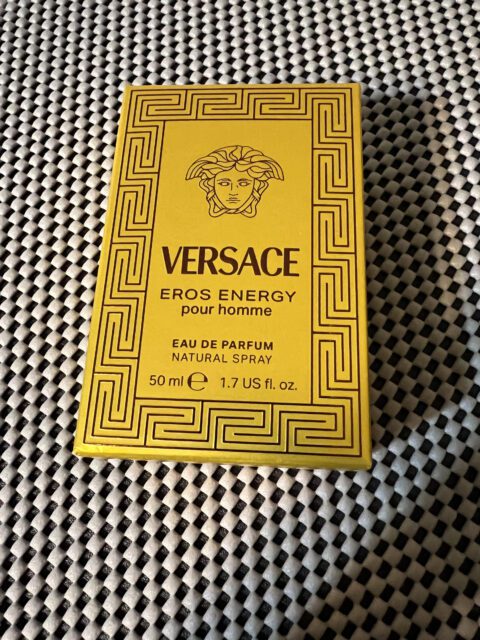 VERSACE
EROS ENERGY
pour homme
EAU DE PARFUM
NATURAL SPRAY
50 ml ℮ 1.7 US fl. oz.